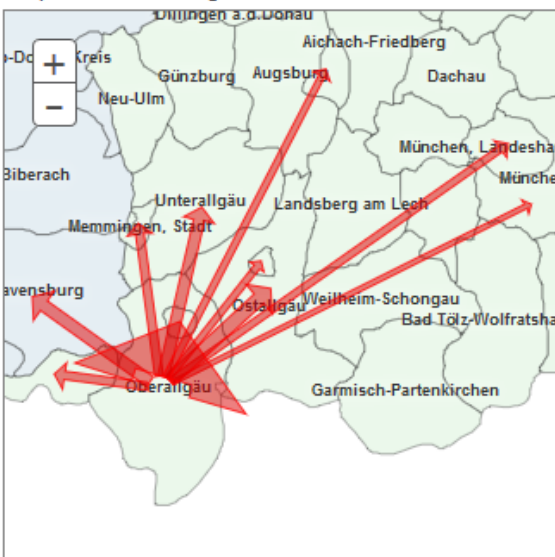 Dillingen a.d.Donau
Aichach-Friedberg
Kreis
+
Günzburg
Augsburg
Dachau
Neu-Ulm
−
München, Landesha
Biberach
Münche
Unterallgäu
Landsberg am Lech
Memmingen, Stadt
avensburg
Ostallgäu
Weilheim-Schongau
Bad Tölz-Wolfratsha
Oberallgäu
Garmisch-Partenkirchen